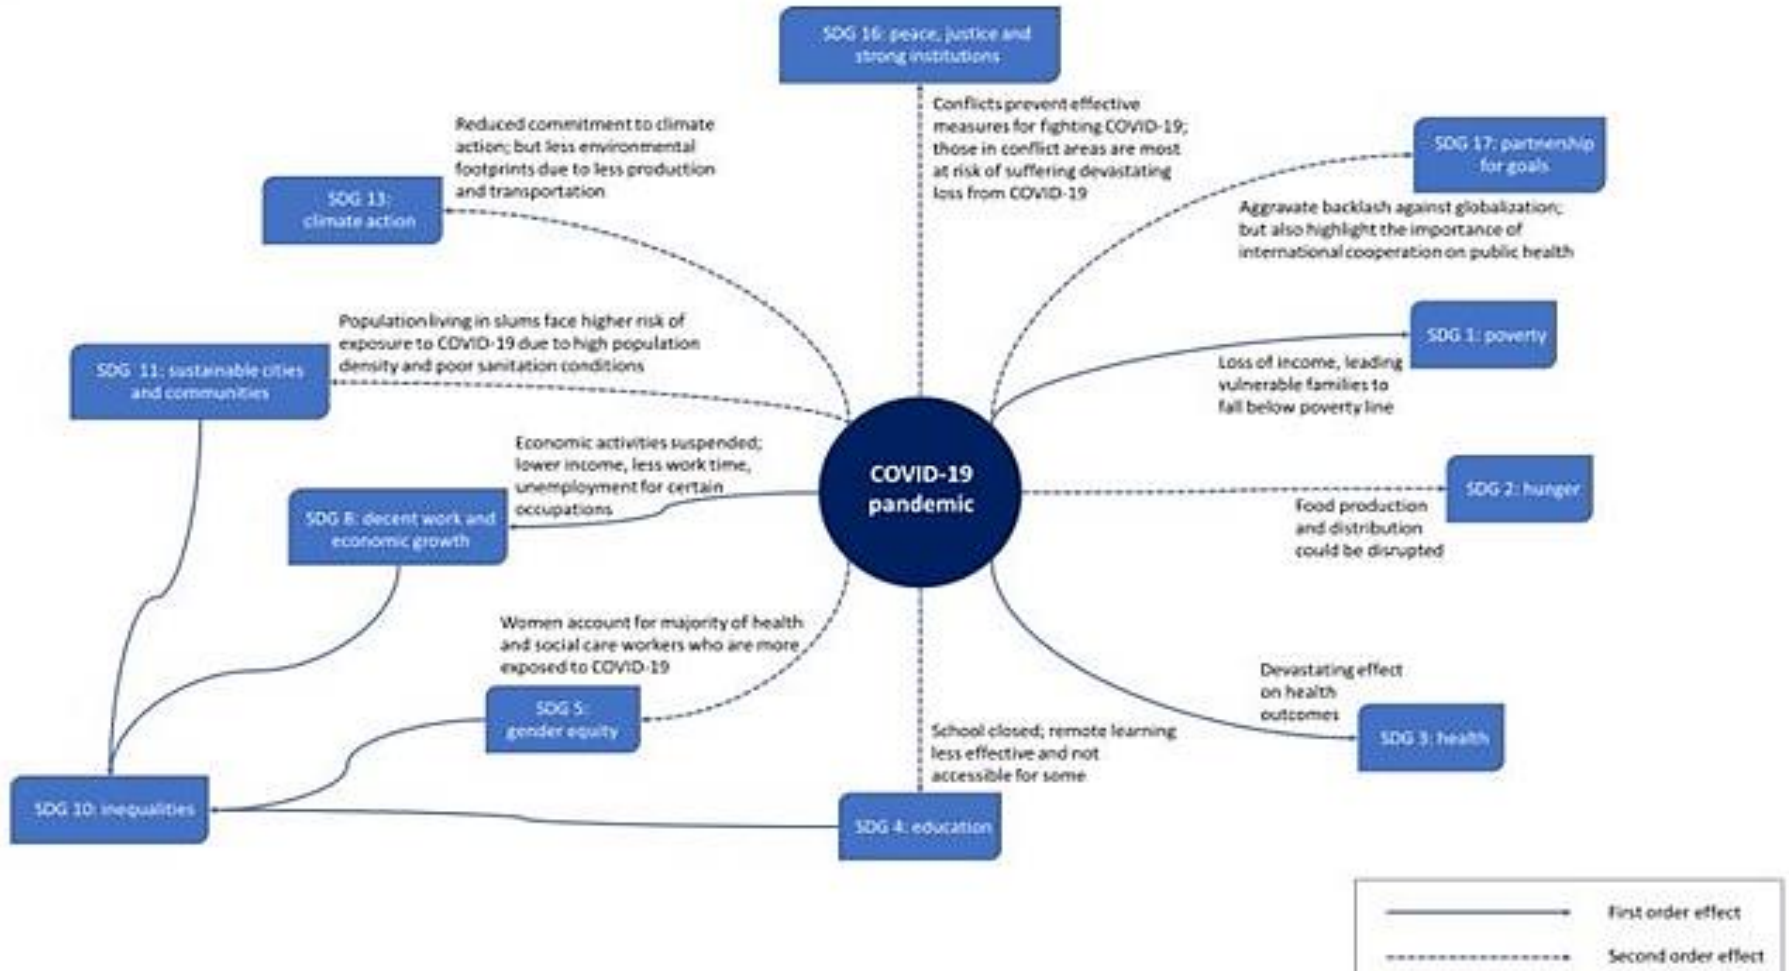 SDG 16: peace, justice and
strong institutions
Conflicts prevent effective
measures for fighting COVID-19;
those in conflict areas are most
at risk of suffering devastating
loss from COVID-19
Reduced commitment to climate
action; but less environmental
footprints due to less production
and transportation
SDG 13:
climate action
SDG 17: partnership
for goals
Aggravate backlash against globalization;
but also highlight the importance of
international cooperation on public health
Population living in slums face higher risk of
exposure to COVID-19 due to high population
density and poor sanitation conditions
SDG 11: sustainable cities
and communities
SDG 1: poverty
Loss of income, leading
vulnerable families to
fall below poverty line
Economic activities suspended;
lower income, less work time,
unemployment for certain
occupations
SDG 8: decent work and
economic growth
COVID-19
pandemic
SDG 2: hunger
Food production
and distribution
could be disrupted
Women account for majority of health
and social care workers who are more
exposed to COVID-19
SDG 5:
gender equity
Devastating effect
on health
outcomes
SDG 3: health
School closed; remote learning
less effective and not
accessible for some
SDG 10: inequalities
SDG 4: education
First order effect
Second order effect